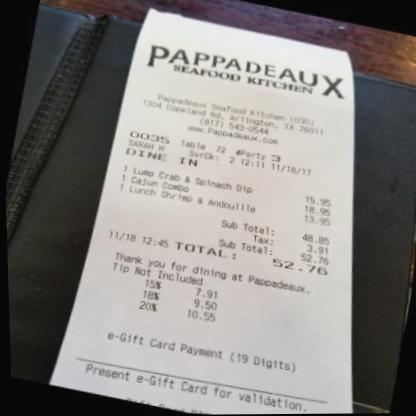 PAPPADEAUX
SEAFOOD KITCHEN
Pappadeaux Seafood Kitchen (030)
1304 Copeland Rd, Arlington, TX 76011
(817) 543-0544
www.Pappadeaux.com
0035 Table 72 #Party 3
SARAH M SvrCk: 2 12:11 11/18/17
DINE IN
1 Lump Crab & Spinach Dip 15.95
1 Cajun Combo 18.95
1 Lunch Shrimp & Andouille 13.95
Sub Total: 48.85
Tax: 3.91
Sub Total: 52.76
11/18 12:45 TOTAL: 52.76
Thank you for dining at Pappadeaux.
Tip Not Included
15% 7.91
18% 9.50
20% 10.55
e-Gift Card Payment (19 Digits)
Present e-Gift Card for validation.